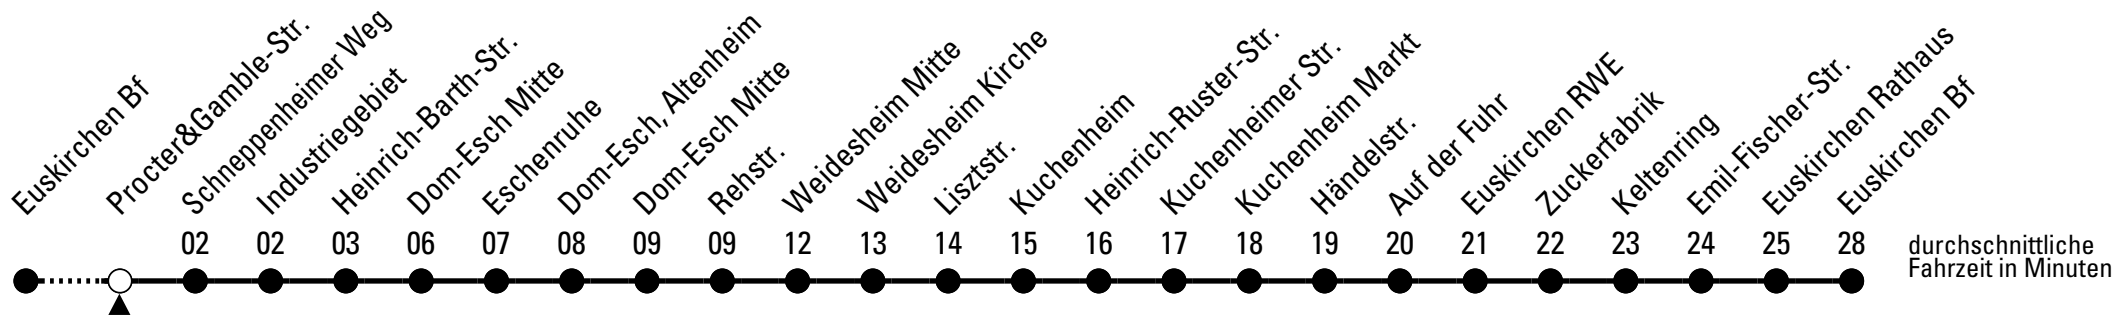 Euskirchen Bf
Procter&Gamble-Str.
Schneppenheimer Weg
Industriegebiet
Heinrich-Barth-Str.
Dom-Esch Mitte
Eschenruhe
Dom-Esch, Altenheim
Dom-Esch Mitte
Rehstr.
Weidesheim Mitte
Weidesheim Kirche
Lisztstr.
Kuchenheim
Heinrich-Ruster-Str.
Kuchenheimer Str.
Kuchenheim Markt
Händelstr.
Auf der Fuhr
Euskirchen RWE
Zuckerfabrik
Keltenring
Emil-Fischer-Str.
Euskirchen Rathaus
Euskirchen Bf
02 02 03 06 07 08 09 09 12 13 14 15 16 17 18 19 20 21 22 23 24 25 28
durchschnittliche
Fahrzeit in Minuten